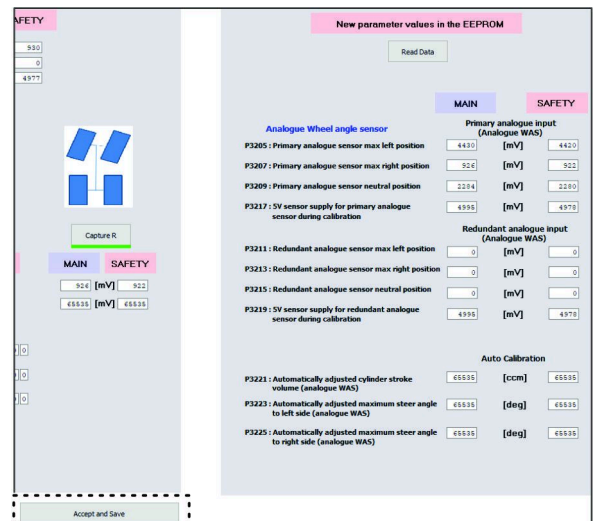 AFETY
930
0
4977
Capture R
MAIN SAFETY
926 [mV] 922
65535 [mV] 65535
0
0
0
Accept and Save
New parameter values in the EEPROM
Read Data
MAIN SAFETY
Analogue Wheel angle sensor
Primary analogue input
(Analogue WAS)
P3205 : Primary analogue sensor max left position 4430 [mV] 4420
P3207 : Primary analogue sensor max right position 926 [mV] 922
P3209 : Primary analogue sensor neutral position 2284 [mV] 2280
P3217 : 5V sensor supply for primary analogue
sensor during calibration 4995 [mV] 4978
Redundant analogue input
(Analogue WAS)
P3211 : Redundant analogue sensor max left position 0 [mV] 0
P3213 : Redundant analogue sensor max right position 0 [mV] 0
P3215 : Redundant analogue sensor neutral position 0 [mV] 0
P3219 : 5V sensor supply for redundant analogue
sensor during calibration 4995 [mV] 4978
Auto Calibration
P3221 : Automatically adjusted cylinder stroke
volume (analogue WAS) 65535 [ccm] 65535
P3223 : Automatically adjusted maximum steer angle
to left side (analogue WAS) 65535 [deg] 65535
P3225 : Automatically adjusted maximum steer angle
to right side (analogue WAS) 65535 [deg] 65535